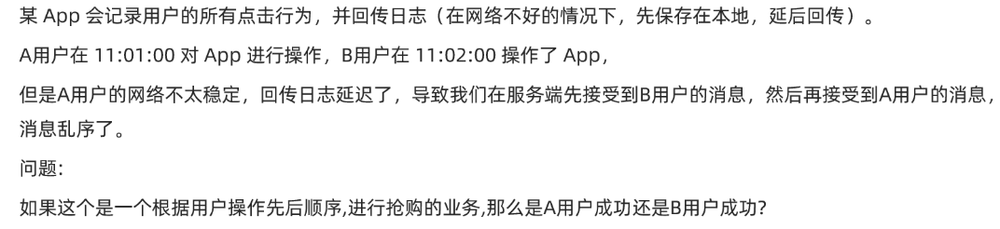 某 App 会记录用户的所有点击行为，并回传日志（在网络不好的情况下，先保存在本地，延后回传）。
A用户在 11:01:00 对 App 进行操作，B用户在 11:02:00 操作了 App，
但是A用户的网络不太稳定，回传日志延迟了，导致我们在服务端先接受到B用户的消息，然后再接受到A用户的消息，
消息乱序了。
问题：
如果这个是一个根据用户操作先后顺序,进行抢购的业务,那么是A用户成功还是B用户成功？